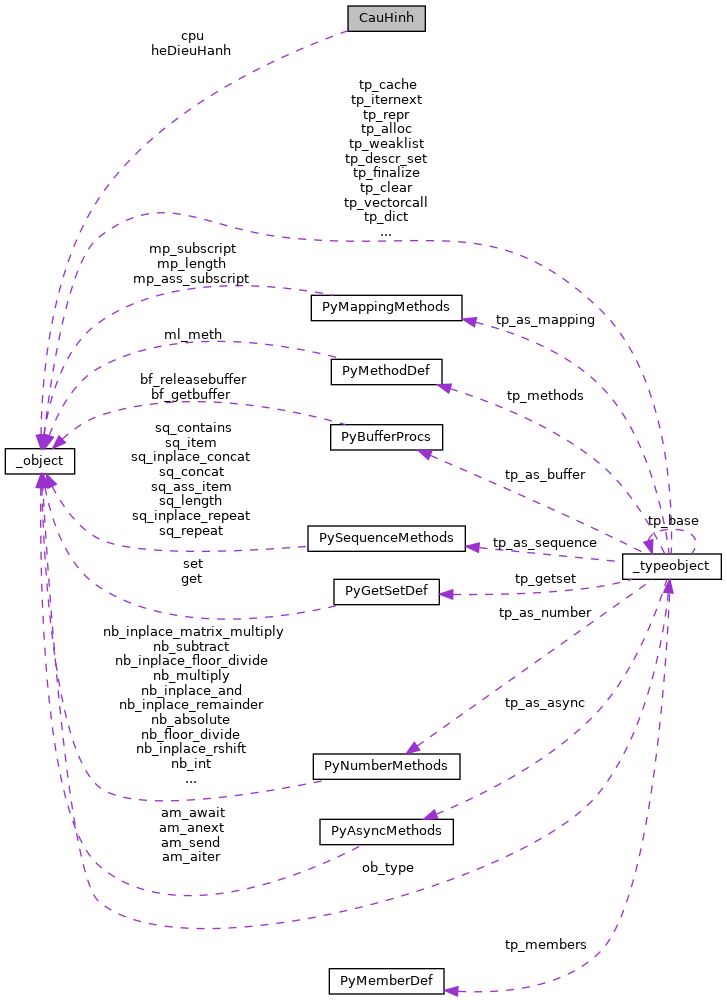 CauHinh
cpu
heDieuHanh
tp_cache
tp_iternext
tp_repr
tp_alloc
tp_weaklist
tp_descr_set
tp_finalize
tp_clear
tp_vectorcall
tp_dict
...
mp_subscript
mp_length
mp_ass_subscript
PyMappingMethods
tp_as_mapping
ml_meth
PyMethodDef
tp_methods
bf_releasebuffer
bf_getbuffer
PyBufferProcs
_object
sq_contains
sq_item
sq_inplace_concat
sq_concat
sq_ass_item
sq_length
sq_inplace_repeat
sq_repeat
tp_as_buffer
tp_base
PySequenceMethods
tp_as_sequence
_typeobject
set
get
PyGetSetDef
tp_getset
tp_as_number
nb_inplace_matrix_multiply
nb_subtract
nb_inplace_floor_divide
nb_multiply
nb_inplace_and
nb_inplace_remainder
nb_absolute
nb_floor_divide
nb_inplace_rshift
nb_int
...
tp_as_async
PyNumberMethods
am_await
am_anext
am_send
am_aiter
PyAsyncMethods
ob_type
tp_members
PyMemberDef